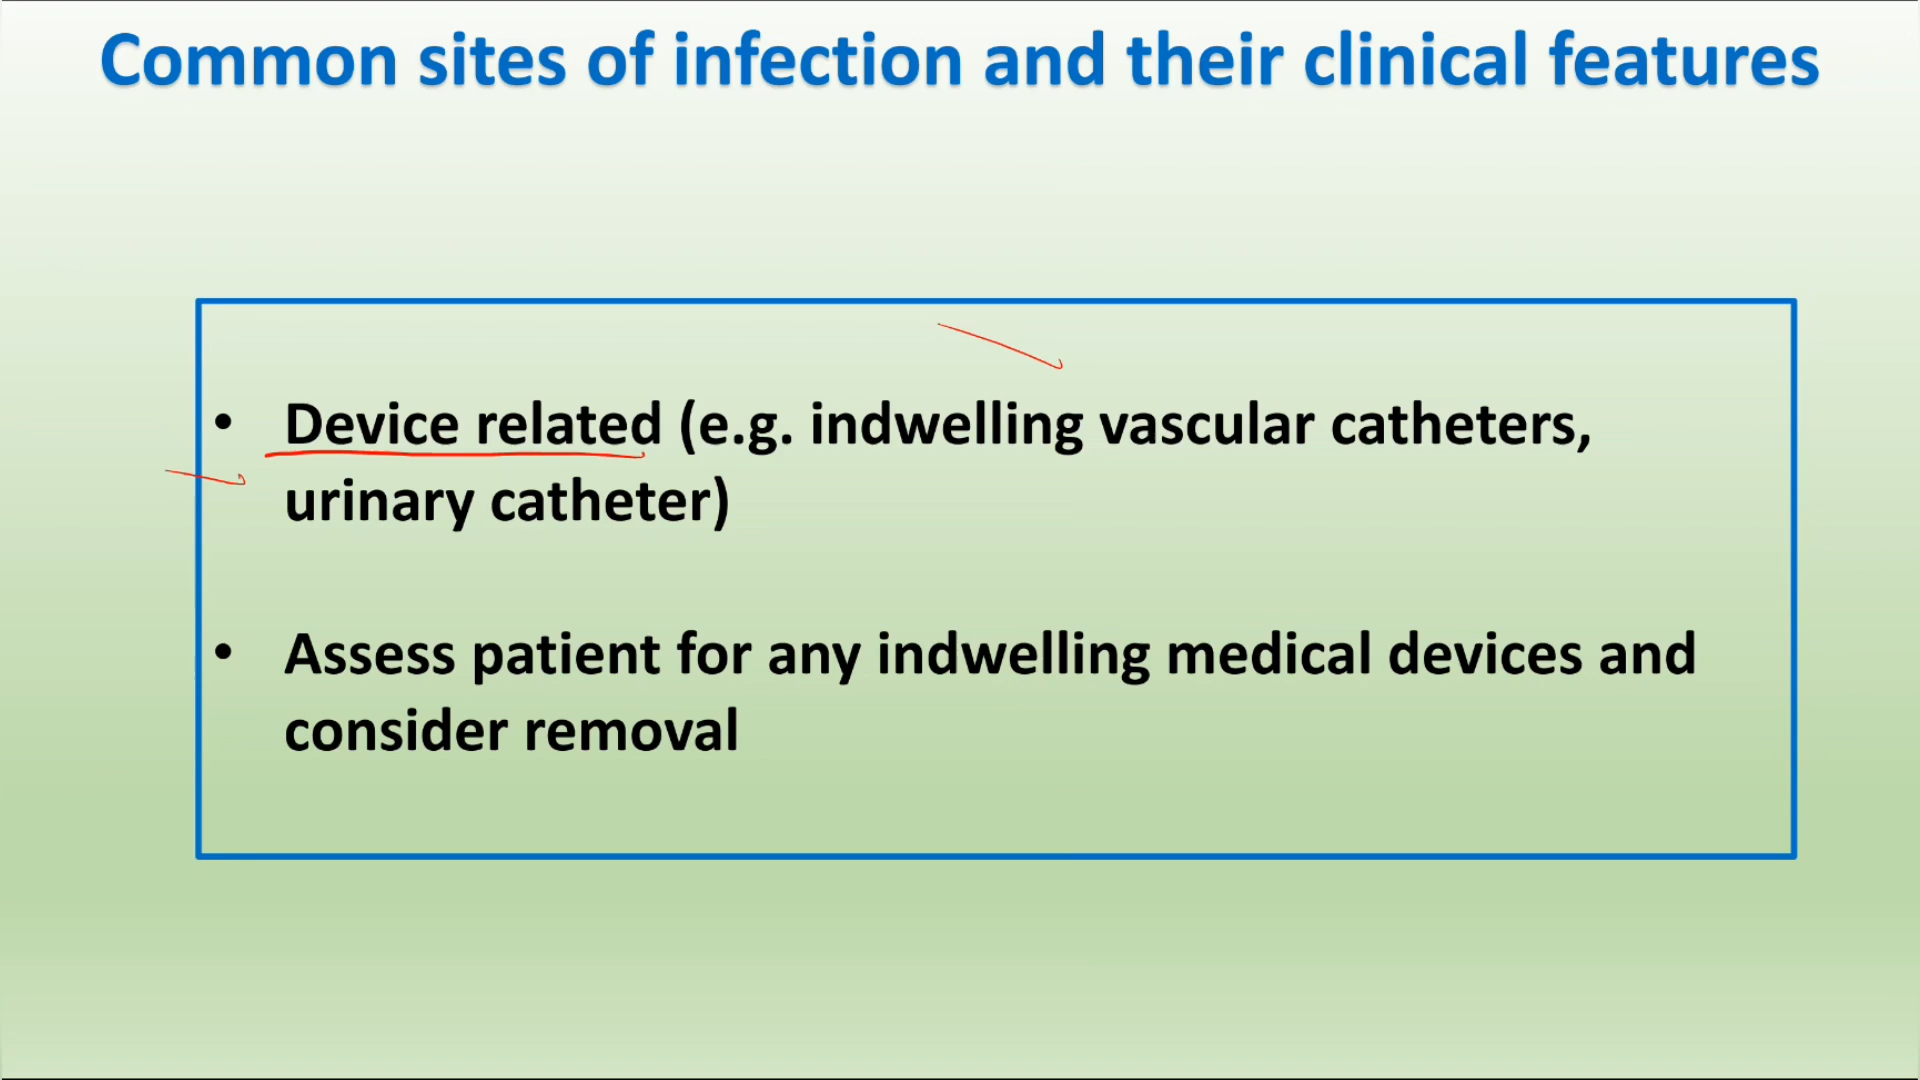 Common sites of infection and their clinical features
• Device related (e.g. indwelling vascular catheters,
urinary catheter)
• Assess patient for any indwelling medical devices and
consider removal